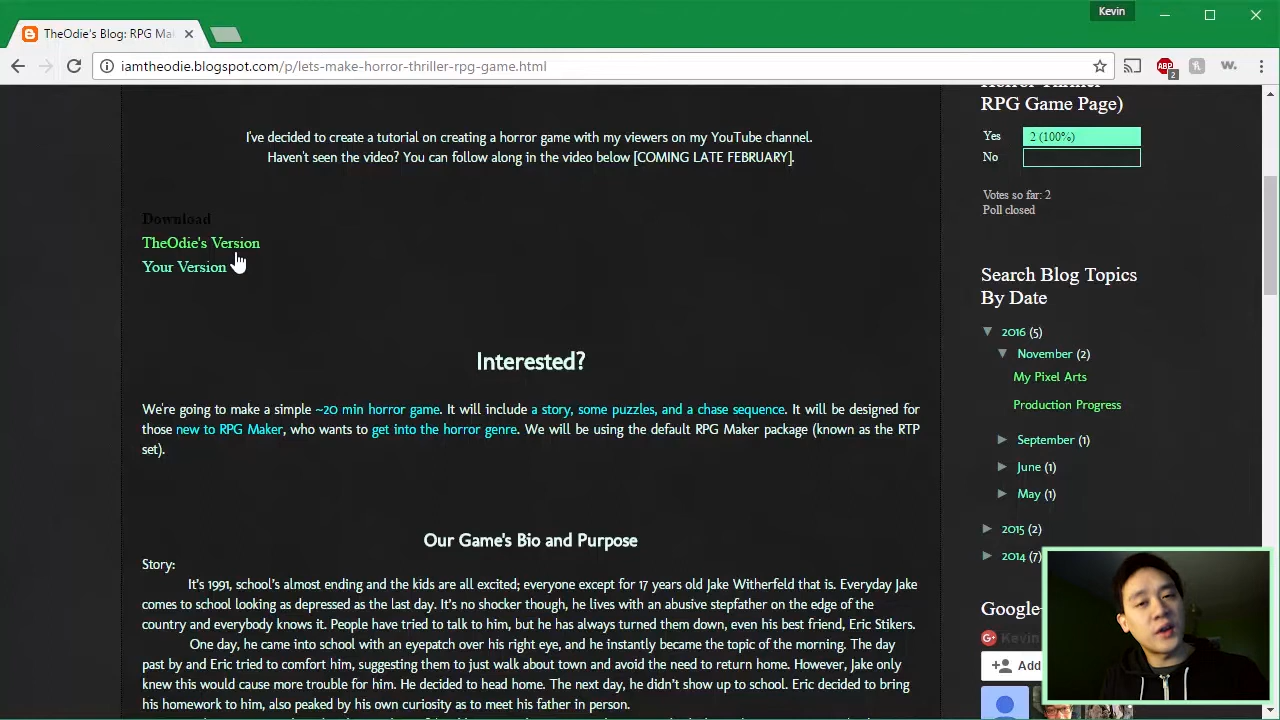 Kevin
TheOdie's Blog: RPG Mak
iamtheodie.blogspot.com/p/lets-make-horror-thriller-rpg-game.html
ABP
2
w.
I've decided to create a tutorial on creating a horror game with my viewers on my YouTube channel.
Haven't seen the video? You can follow along in the video below [COMING LATE FEBRUARY].
Download
TheOdie's Version
Your Version
Interested?
We're going to make a simple ~20 min horror game. It will include a story, some puzzles, and a chase sequence. It will be designed for
those new to RPG Maker, who wants to get into the horror genre. We will be using the default RPG Maker package (known as the RTP
set).
Our Game's Bio and Purpose
Story:
It's 1991, school's almost ending and the kids are all excited; everyone except for 17 years old Jake Witherfeld that is. Everyday Jake
comes to school looking as depressed as the last day. It's no shocker though, he lives with an abusive stepfather on the edge of the
country and everybody knows it. People have tried to talk to him, but he has always turned them down, even his best friend, Eric Stikers.
One day, he came into school with an eyepatch over his right eye, and he instantly became the topic of the morning. The day
past by and Eric tried to comfort him, suggesting them to just walk about town and avoid the need to return home. However, Jake only
knew this would cause more trouble for him. He decided to head home. The next day, he didn't show up to school. Eric decided to bring
his homework to him, also peaked by his own curiosity to meet his father in person.
RPG Game Page)
Yes 2 (100%)
No
Votes so far: 2
Poll closed
Search Blog Topics
By Date
▼ 2016 (5)
▼ November (2)
My Pixel Arts
Production Progress
► September (1)
► June (1)
► May (1)
► 2015 (2)
► 2014 (7)
Google
Kevin
Add